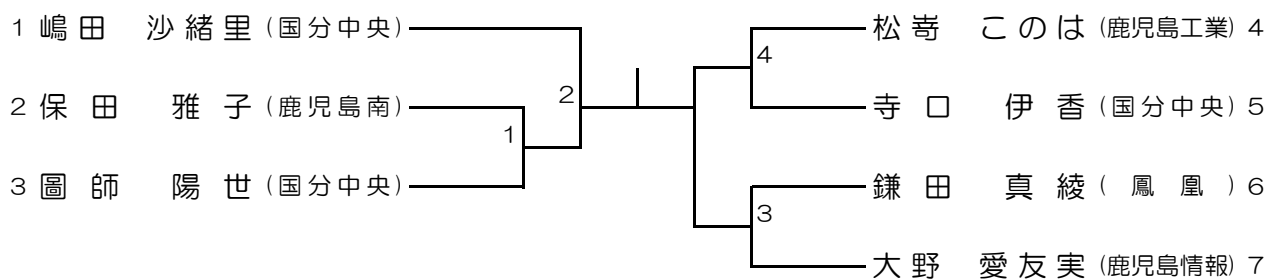 1 嶋田 沙緒里 (国分中央)
2 保田 雅子 (鹿児島南)
3 圖師 陽世 (国分中央)
1
2
松嵜 このは (鹿児島工業) 4
寺口 伊香 (国分中央) 5
鎌田 真綾 (鳳凰) 6
大野 愛友実 (鹿児島情報) 7
4
3